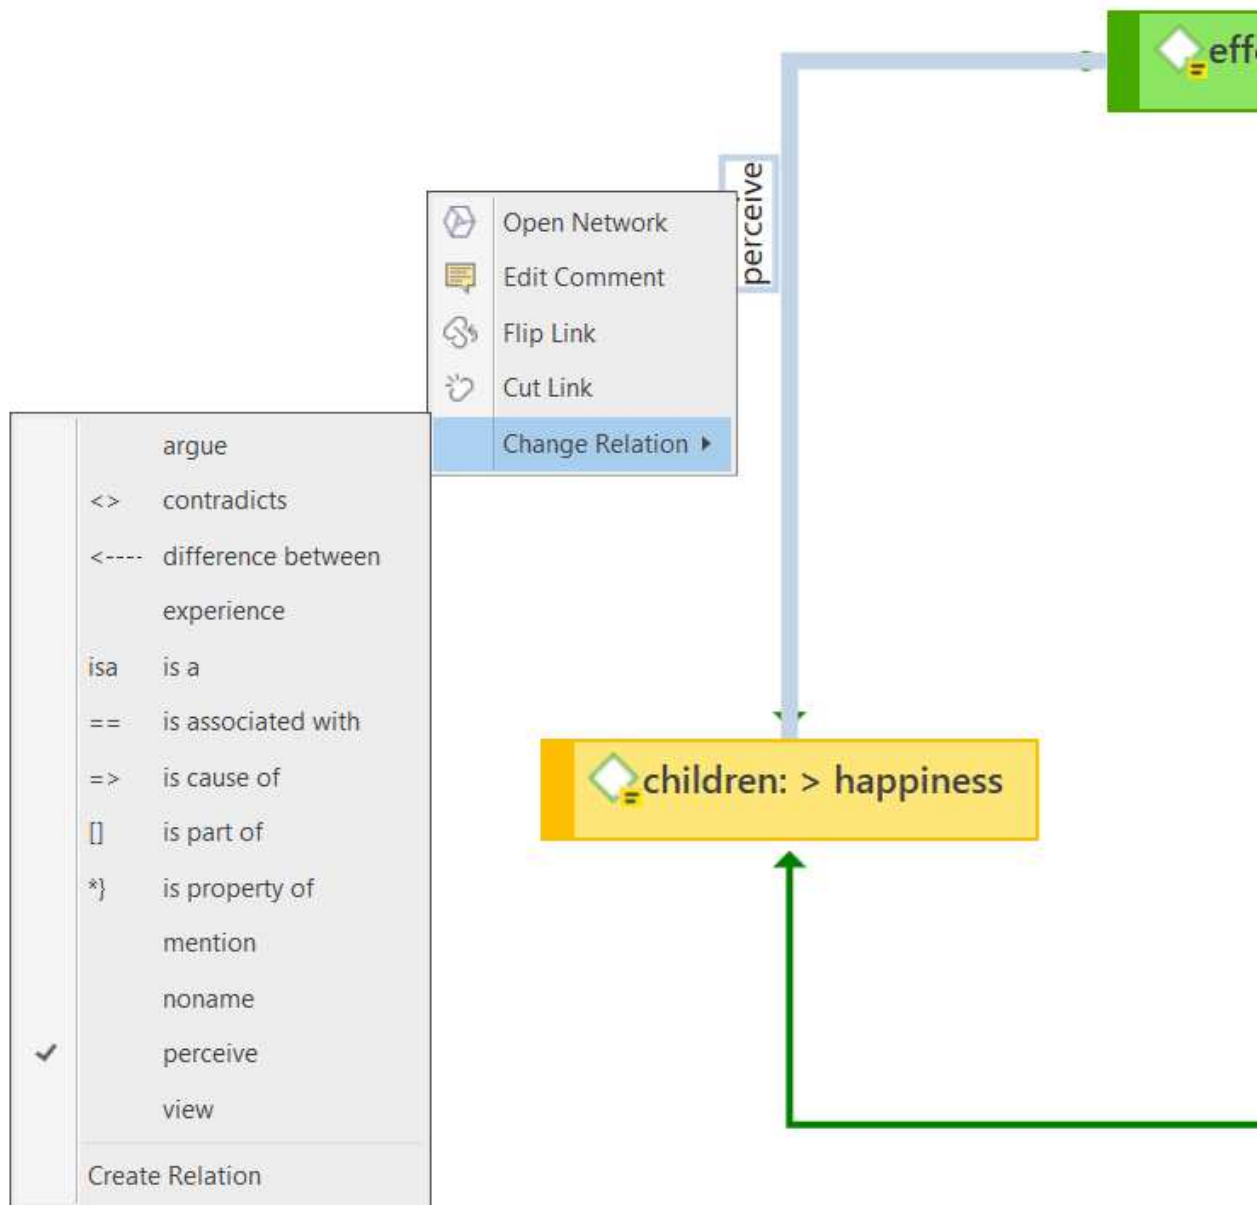 eff
perceive
Open Network
Edit Comment
Flip Link
Cut Link
Change Relation
argue
<> contradicts
<---- difference between
experience
isa is a
== is associated with
=> is cause of
[] is part of
*} is property of
mention
noname
perceive
view
Create Relation
children: > happiness